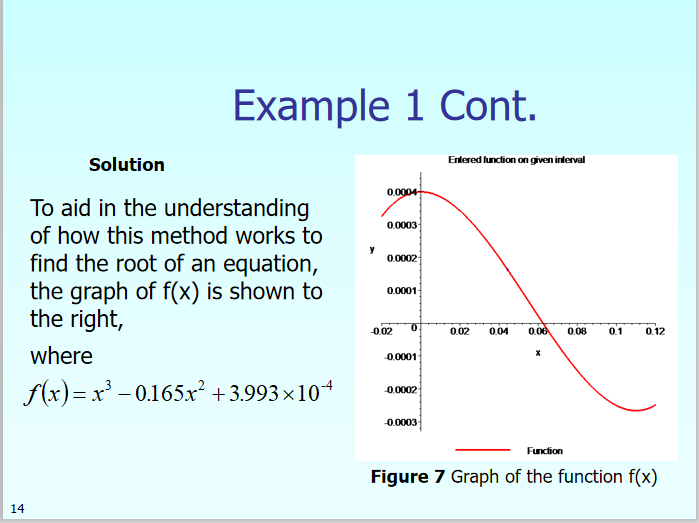 Example 1 Cont.
Solution
To aid in the understanding
of how this method works to
find the root of an equation,
the graph of f(x) is shown to
the right,
where
f(x) = x³ − 0.165x² + 3.993×10⁻⁴
Entered function on given interval
0.0004
0.0003
y
0.0002
0.0001
-0.02 0 0.02 0.04 0.06 0.08 0.1 0.12
x
-0.0001
-0.0002
-0.0003
Function
Figure 7 Graph of the function f(x)
14